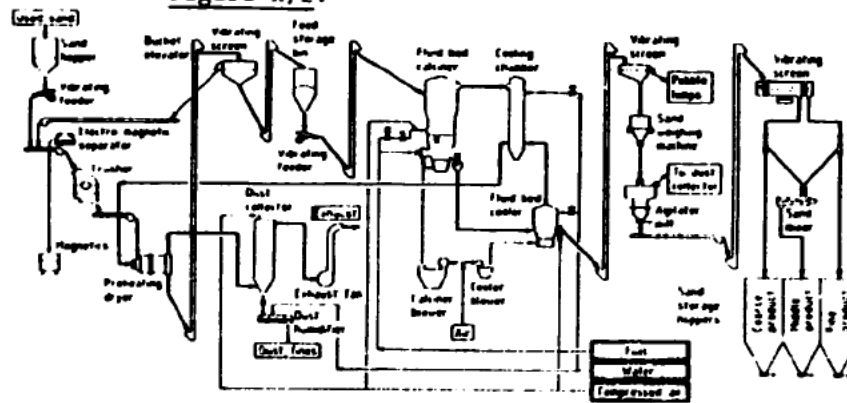 Used sand
Sand
hopper
Vibrating
feeder
Electro magnetic
separator
Crusher
Magnetics
Preheating
dryer
Bucket
elevator
Vibrating
screen
Feed
storage
bin
Vibrating
feeder
Dust
collector
Exhaust
Exhaust fan
Dust
humidifier
Dust fines
Fluid bed
calciner
Cooling
chamber
Fluid bed
cooler
Calciner
blower
Cooler
blower
Air
Fuel
Water
Compressed air
Vibrating
screen
Pebble
lumps
Sand
weighing
machine
To dust
collector
Agitator
mill
Vibrating
screen
Sand
mixer
Sand
storage
hoppers
Coarse
product
Middle
product
Fine
product